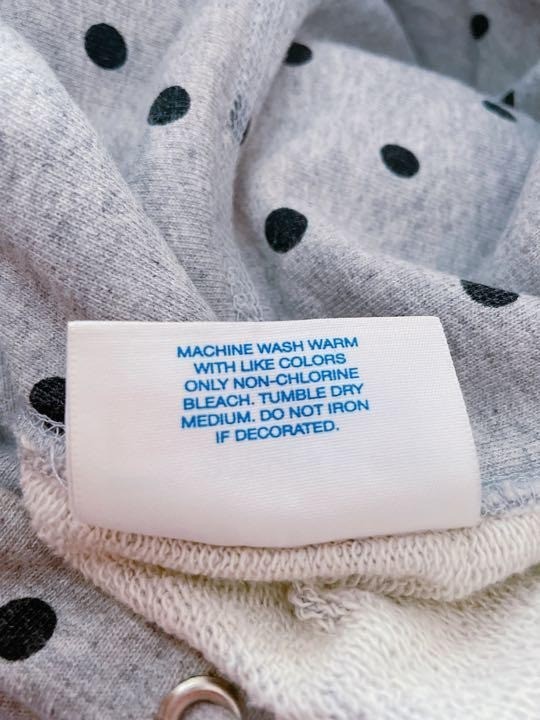 MACHINE WASH WARM
WITH LIKE COLORS
ONLY NON-CHLORINE
BLEACH. TUMBLE DRY
MEDIUM. DO NOT IRON
IF DECORATED.